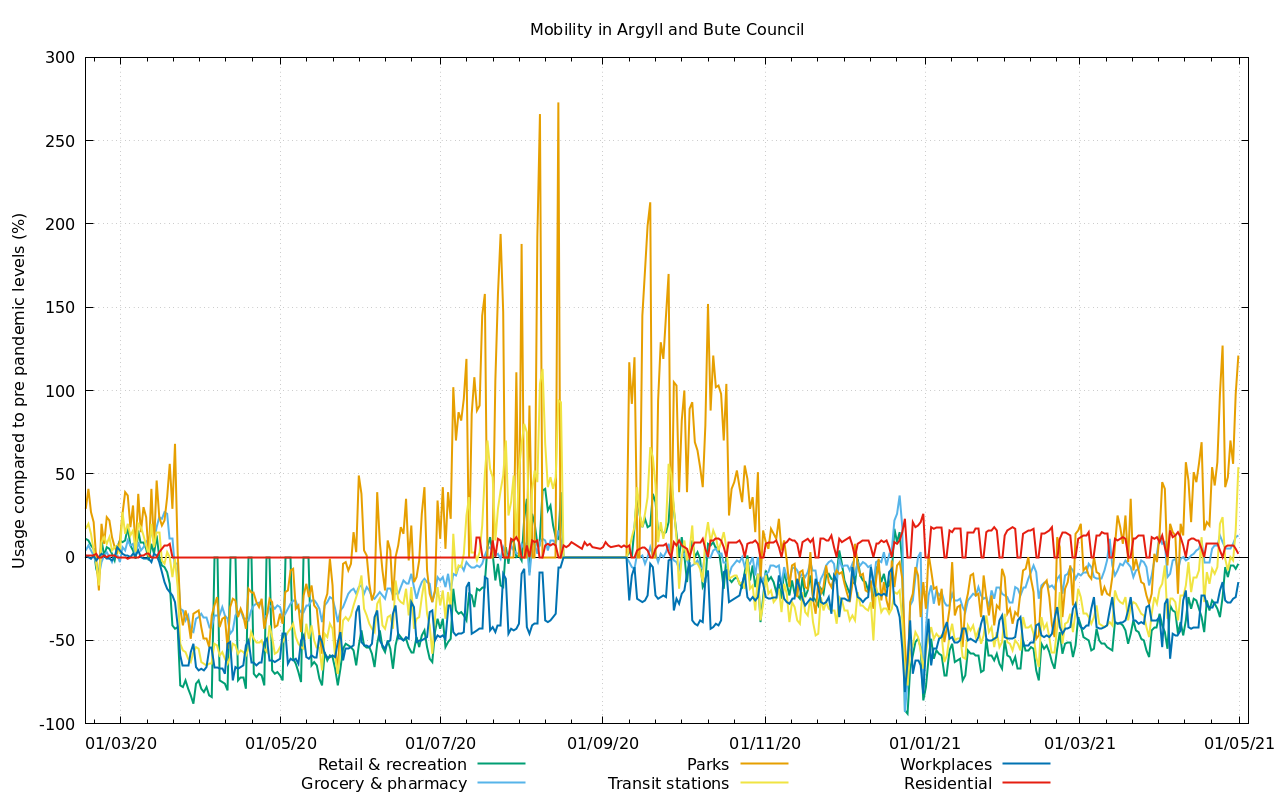 Mobility in Argyll and Bute Council
Usage compared to pre pandemic levels (%)
300
250
200
150
100
50
0
-50
-100
01/03/20 01/05/20 01/07/20 01/09/20 01/11/20 01/01/21 01/03/21 01/05/21
Retail & recreation Parks Workplaces
Grocery & pharmacy Transit stations Residential